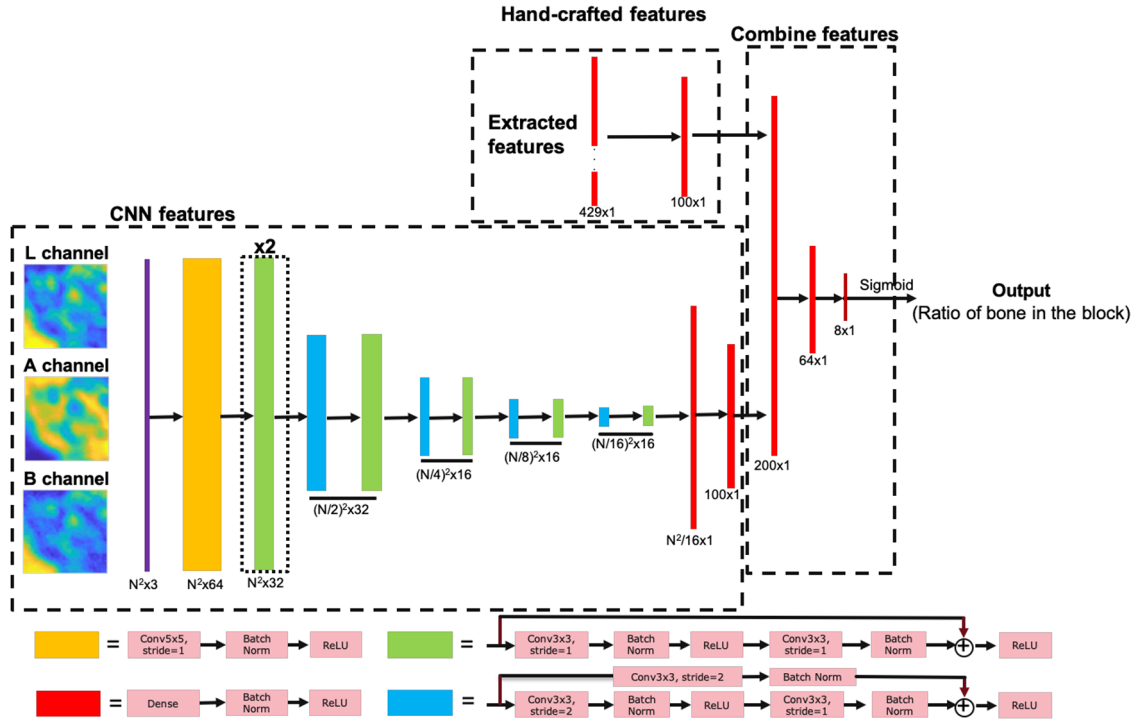 Hand-crafted features
Combine features
Extracted
features
429x1
100x1
CNN features
L channel
A channel
B channel
x2
N²x3
N²x64
N²x32
(N/2)²x32
(N/4)²x16
(N/8)²x16
(N/16)²x16
N²/16x1
100x1
200x1
64x1
8x1
Sigmoid
Output
(Ratio of bone in the block)
= Conv5x5, stride=1 Batch Norm ReLU
= Conv3x3, stride=1 Batch Norm ReLU Conv3x3, stride=1 Batch Norm + ReLU
= Dense Batch Norm ReLU
Conv3x3, stride=2 Batch Norm
= Conv3x3, stride=2 Batch Norm ReLU Conv3x3, stride=1 Batch Norm + ReLU